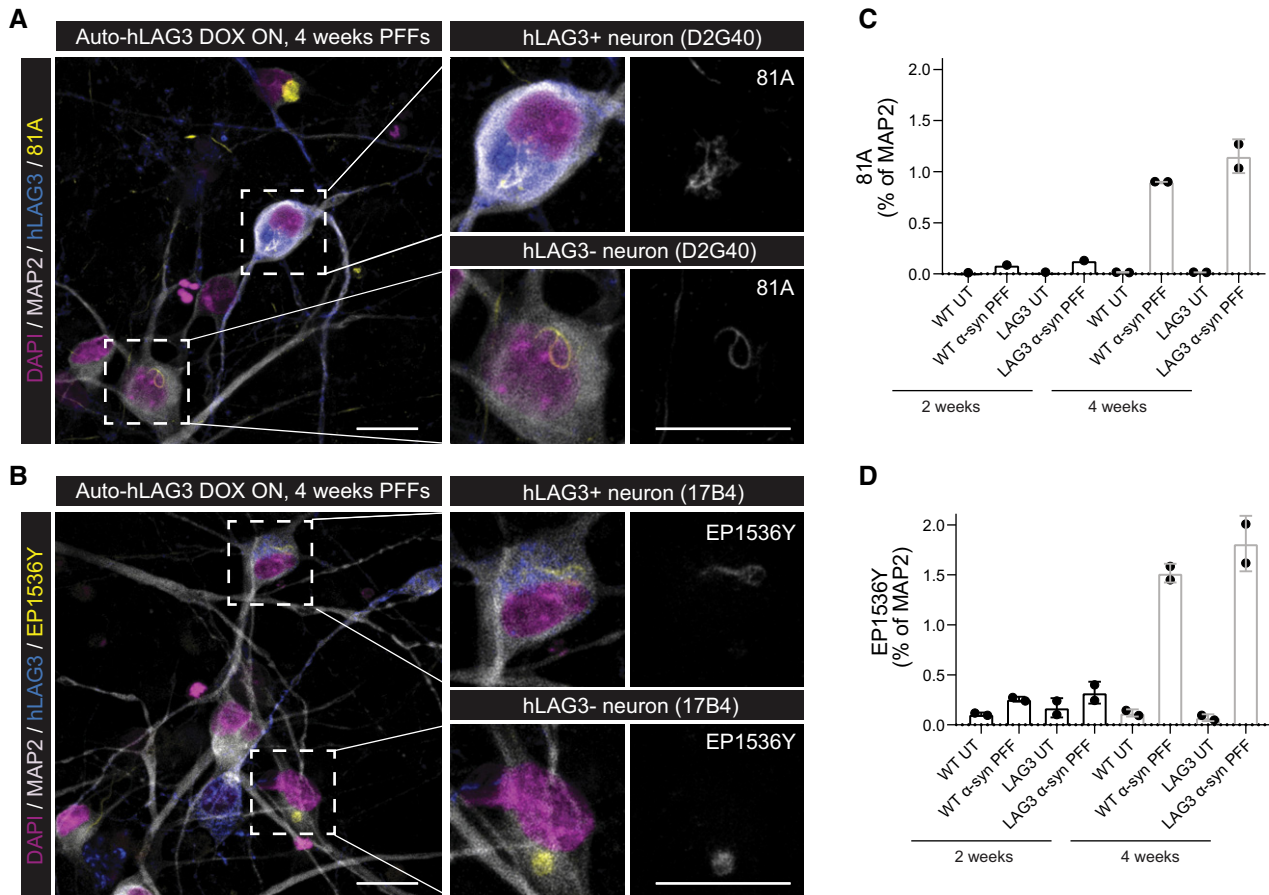 A
Auto-hLAG3 DOX ON, 4 weeks PFFs
hLAG3+ neuron (D2G40)
DAPI / MAP2 / hLAG3 / 81A
81A
hLAG3- neuron (D2G40)
81A
B
Auto-hLAG3 DOX ON, 4 weeks PFFs
hLAG3+ neuron (17B4)
DAPI / MAP2 / hLAG3 / EP1536Y
EP1536Y
hLAG3- neuron (17B4)
EP1536Y
C
81A
(% of MAP2)
2.0
1.5
1.0
0.5
0.0
WT UT
WT α-syn PFF
LAG3 UT
LAG3 α-syn PFF
WT UT
WT α-syn PFF
LAG3 UT
LAG3 α-syn PFF
2 weeks
4 weeks
D
EP1536Y
(% of MAP2)
2.0
1.5
1.0
0.5
0.0
WT UT
WT α-syn PFF
LAG3 UT
LAG3 α-syn PFF
WT UT
WT α-syn PFF
LAG3 UT
LAG3 α-syn PFF
2 weeks
4 weeks